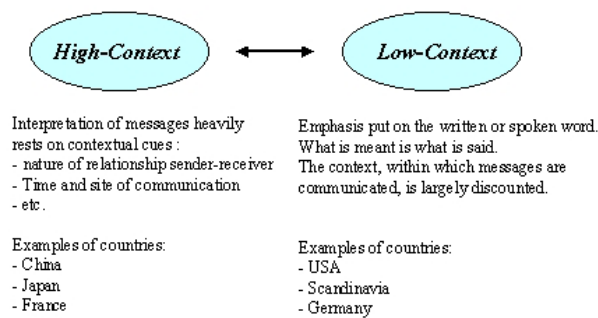 High-Context
Low-Context
Interpretation of messages heavily
rests on contextual cues :
- nature of relationship sender-receiver
- Time and site of communication
- etc.
Examples of countries:
- China
- Japan
- France
Emphasis put on the written or spoken word.
What is meant is what is said.
The context, within which messages are
communicated, is largely discounted.
Examples of countries:
- USA
- Scandinavia
- Germany